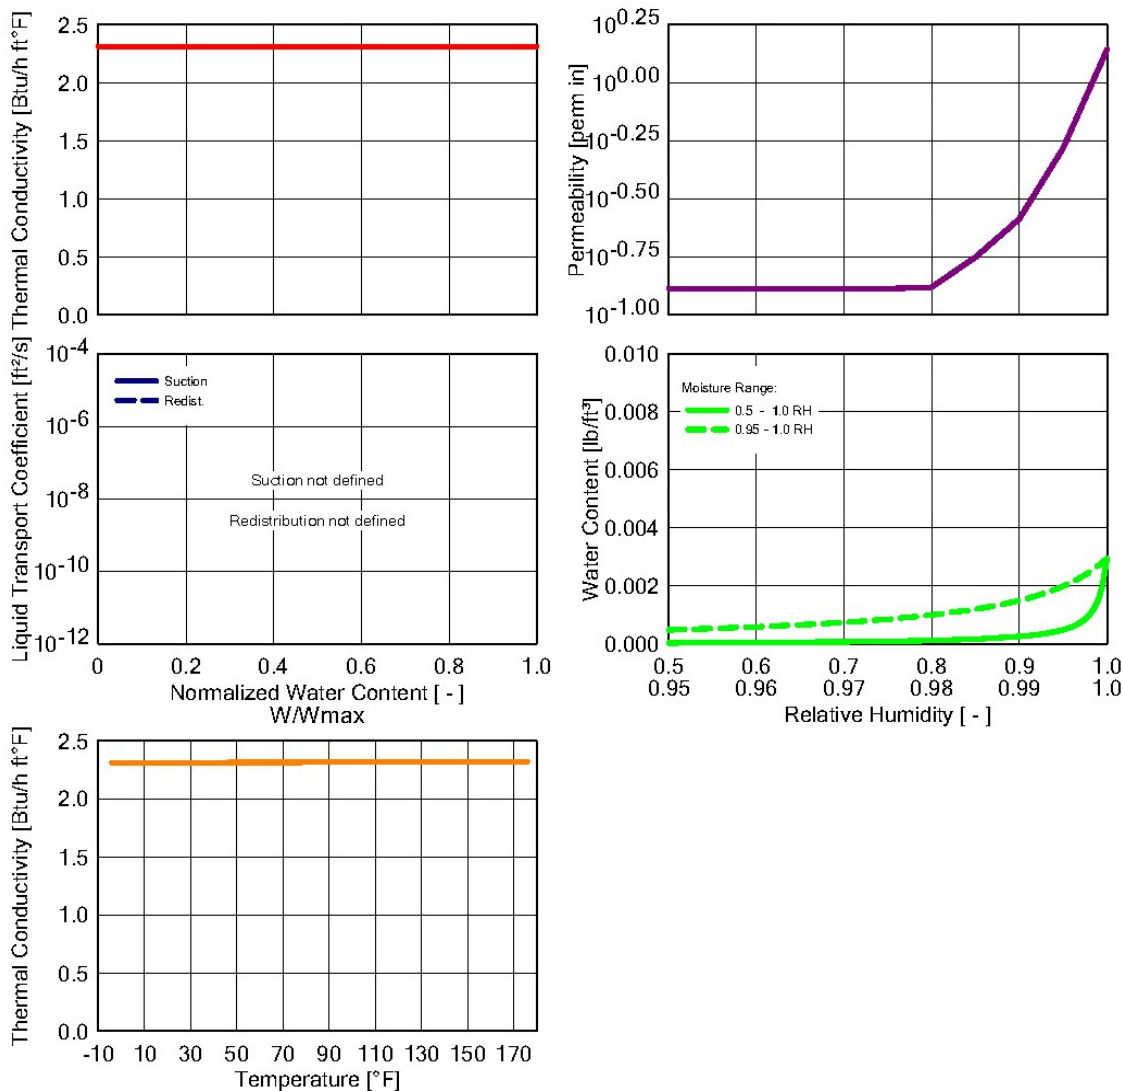 Thermal Conductivity [Btu/h ft°F]
2.5
2.0
1.5
1.0
0.5
0.0
Permeability [perm in]
10^0.25
10^0.00
10^-0.25
10^-0.50
10^-0.75
10^-1.00
Liquid Transport Coefficient [ft²/s]
10^-4
10^-6
10^-8
10^-10
10^-12
Suction
Redist.
Suction not defined
Redistribution not defined
0 0.2 0.4 0.6 0.8 1.0
Normalized Water Content [ - ]
W/Wmax
Water Content [lb/ft³]
0.010
0.008
0.006
0.004
0.002
0.000
Moisture Range:
0.5 - 1.0 RH
0.95 - 1.0 RH
0.5 0.6 0.7 0.8 0.9 1.0
0.95 0.96 0.97 0.98 0.99 1.0
Relative Humidity [ - ]
Thermal Conductivity [Btu/h ft°F]
2.5
2.0
1.5
1.0
0.5
0.0
-10 10 30 50 70 90 110 130 150 170
Temperature [°F]